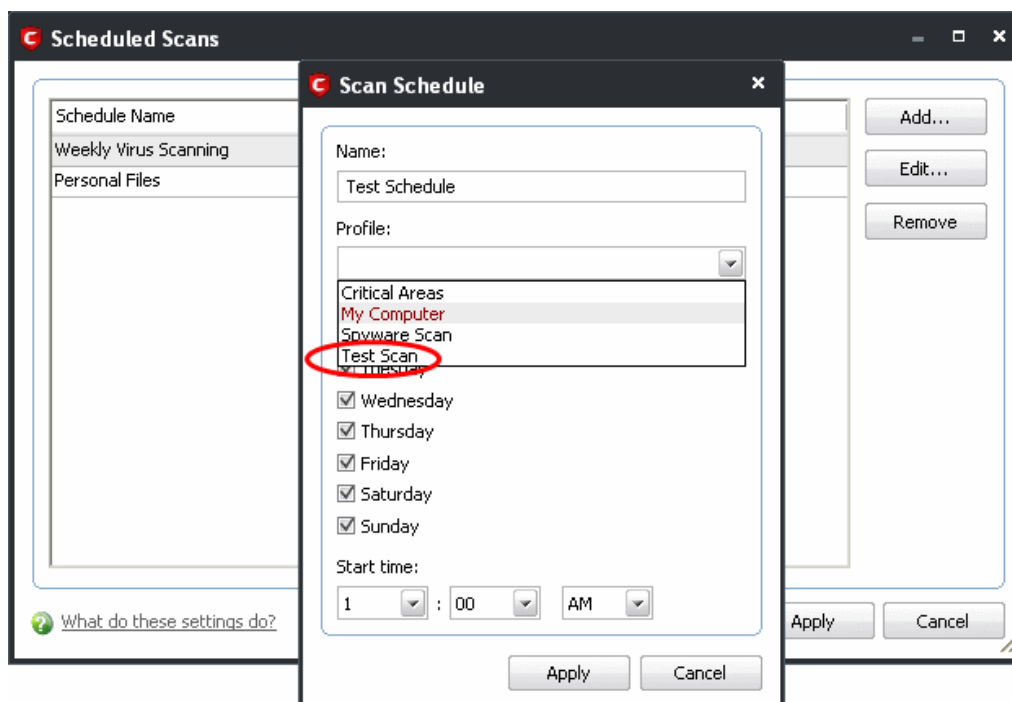 Scheduled Scans
Schedule Name
Weekly Virus Scanning
Personal Files
Add...
Edit...
Remove
What do these settings do?
Apply
Cancel
Scan Schedule
Name:
Test Schedule
Profile:
Critical Areas
My Computer
Spyware Scan
Test Scan
Tuesday
Wednesday
Thursday
Friday
Saturday
Sunday
Start time:
1 : 00 AM
Apply
Cancel